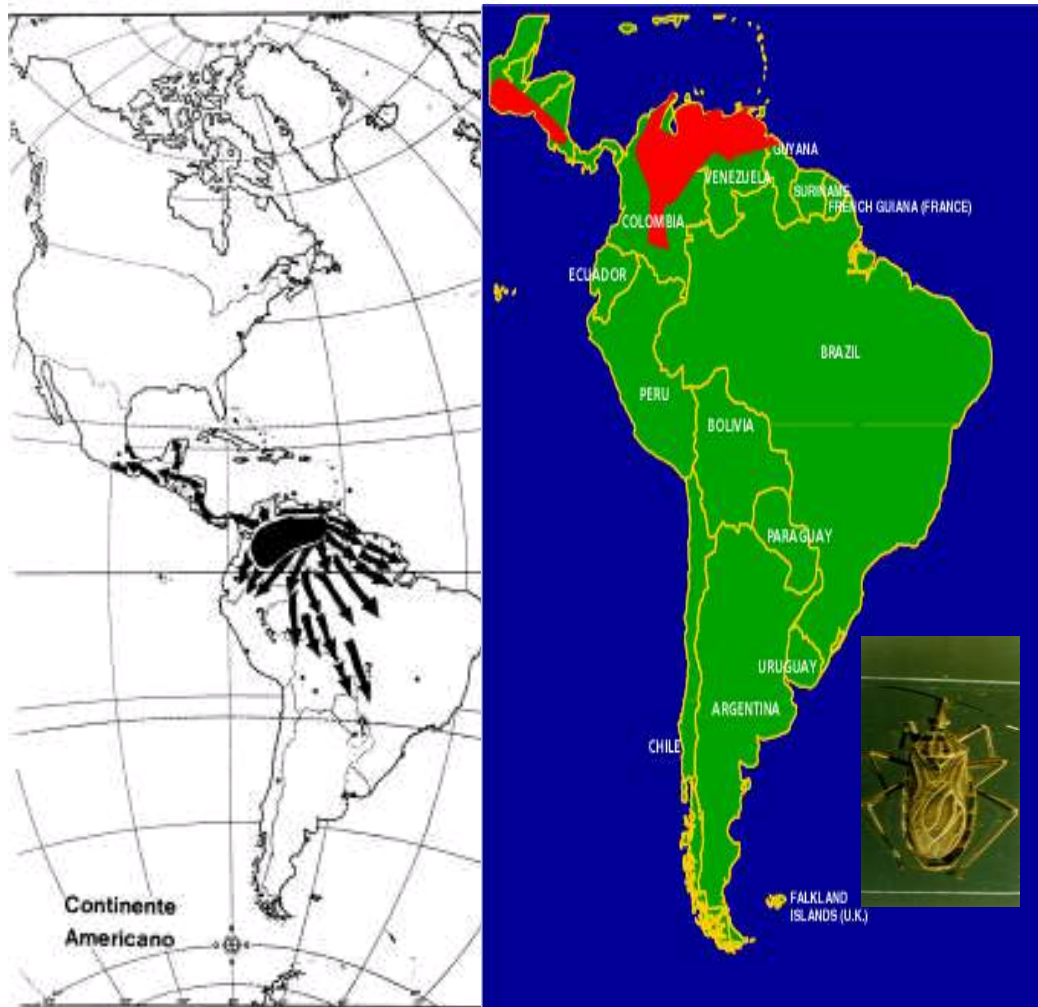 Continente
Americano
GUYANA
VENEZUELA
SURINAME
FRENCH GUIANA (FRANCE)
COLOMBIA
ECUADOR
BRAZIL
PERU
BOLIVIA
PARAGUAY
URUGUAY
ARGENTINA
CHILE
FALKLAND
ISLANDS (U.K.)